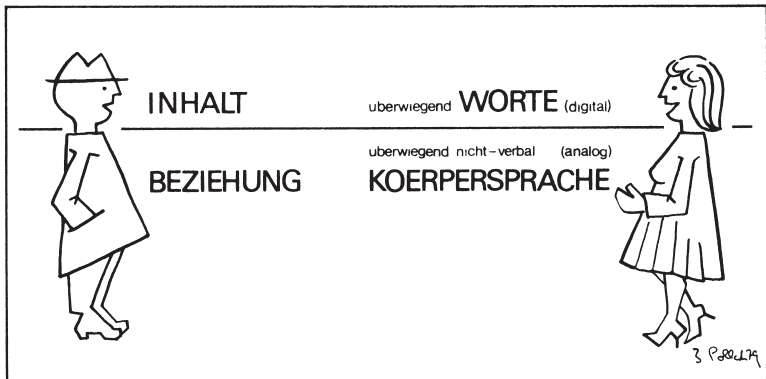 INHALT uberwiegend WORTE (digital)
uberwiegend nicht-verbal (analog)
BEZIEHUNG KOERPERSPRACHE